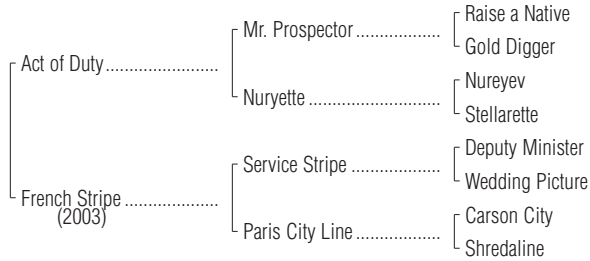 Raise a Native
Mr. Prospector ..................
Gold Digger
Act of Duty ........................
Nureyev
Nuryette ............................
Stellarette
Deputy Minister
Service Stripe ...................
Wedding Picture
French Stripe ....................
(2003)
Carson City
Paris City Line ..................
Shredaline